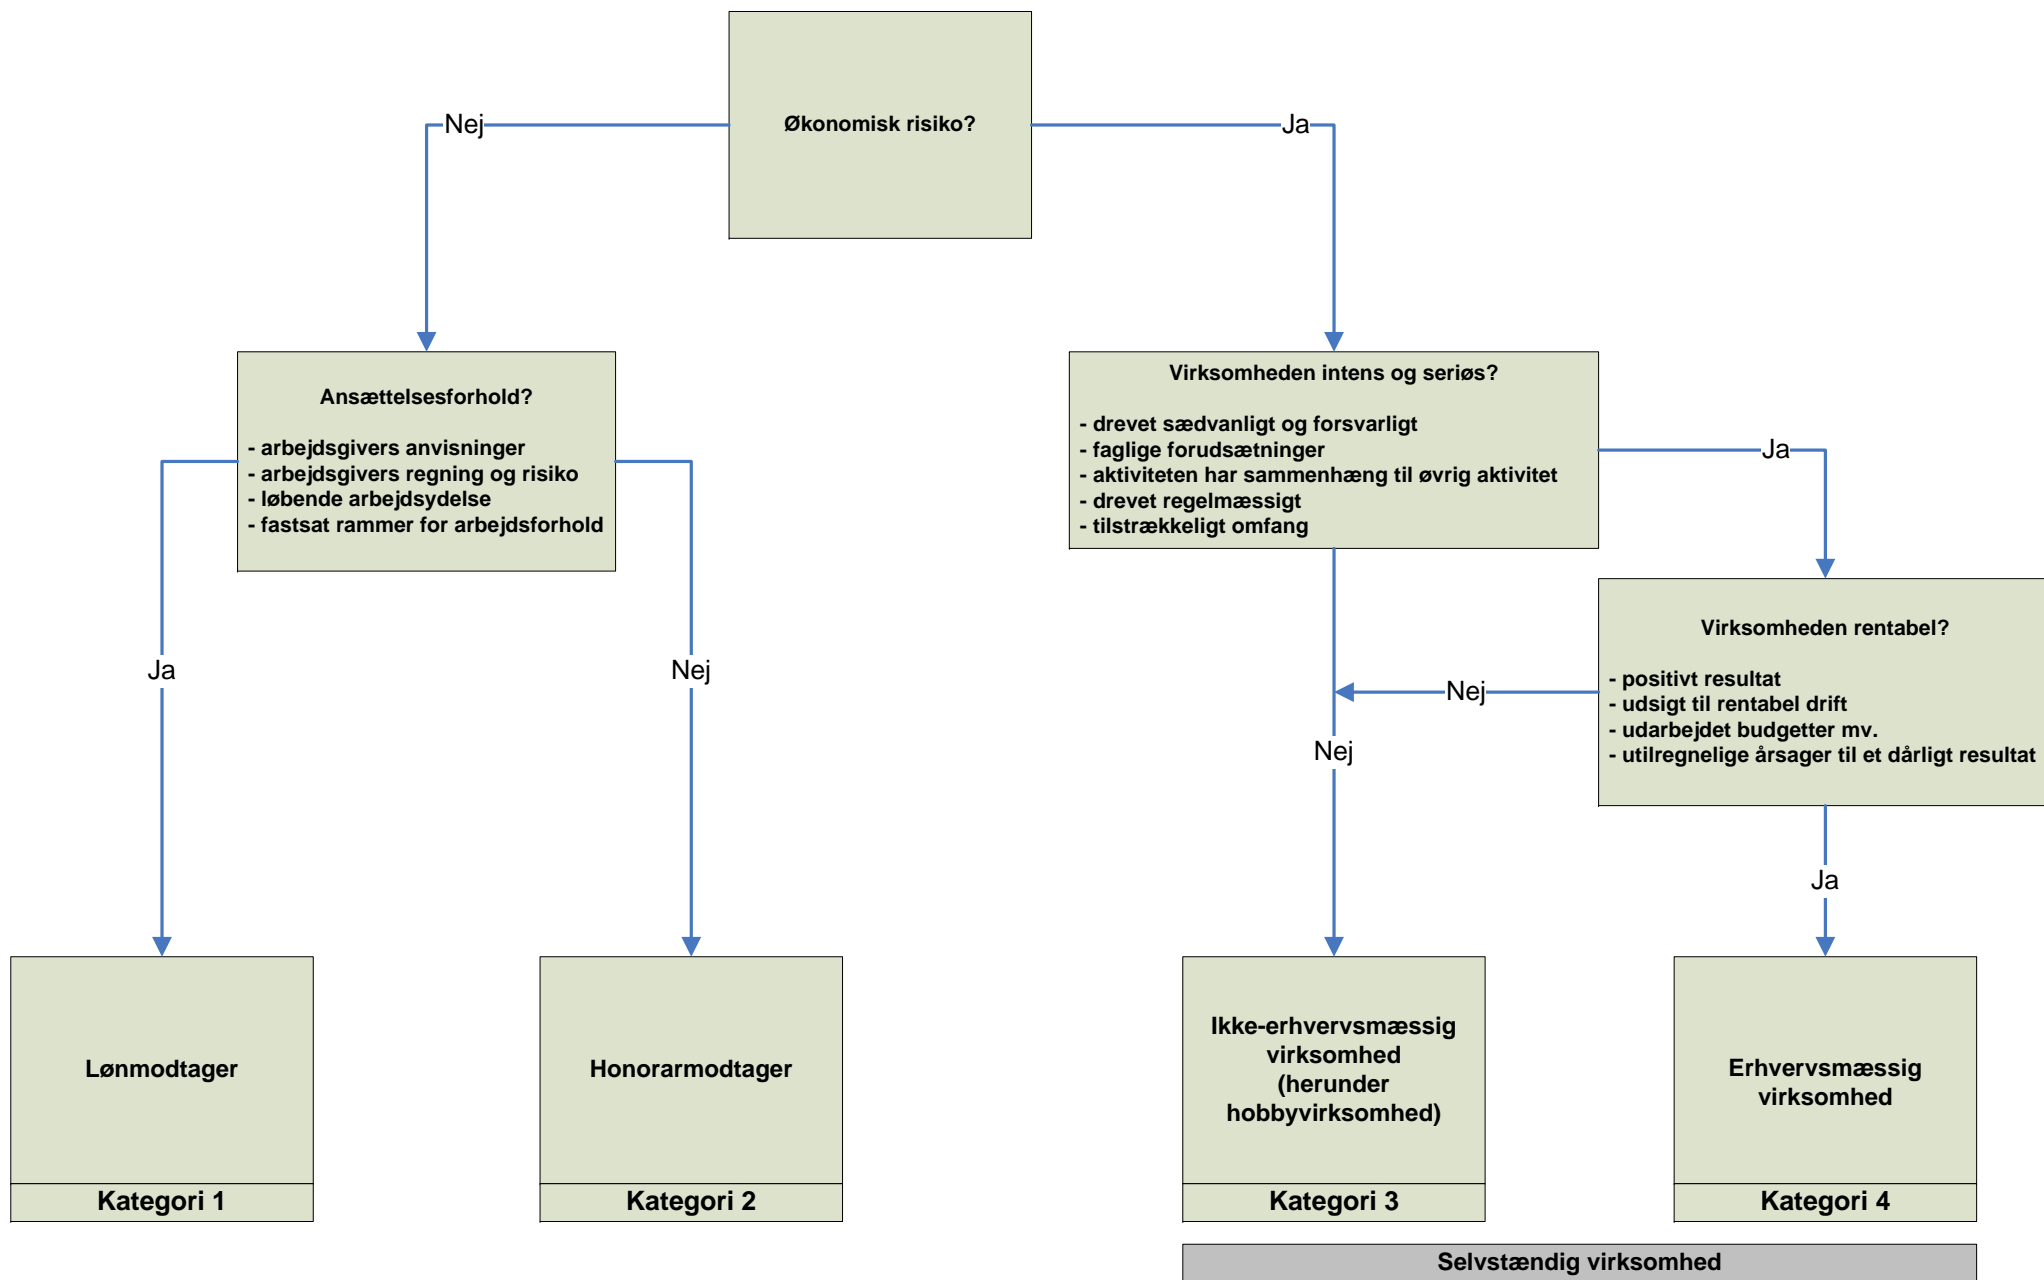 Økonomisk risiko?
Nej
Ja
Ansættelsesforhold?
- arbejdsgivers anvisninger
- arbejdsgivers regning og risiko
- løbende arbejdsydelse
- fastsat rammer for arbejdsforhold
Virksomheden intens og seriøs?
- drevet sædvanligt og forsvarligt
- faglige forudsætninger
- aktiviteten har sammenhæng til øvrig aktivitet
- drevet regelmæssigt
- tilstrækkeligt omfang
Ja
Virksomheden rentabel?
- positivt resultat
- udsigt til rentabel drift
- udarbejdet budgetter mv.
- utilregnelige årsager til et dårligt resultat
Ja
Nej
Nej
Nej
Ja
Lønmodtager
Kategori 1
Honorarmodtager
Kategori 2
Ikke-erhvervsmæssig
virksomhed
(herunder
hobbyvirksomhed)
Kategori 3
Erhvervsmæssig
virksomhed
Kategori 4
Selvstændig virksomhed